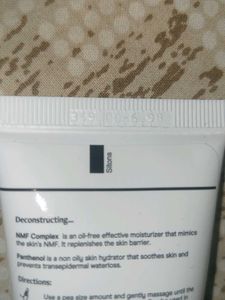 Sitons
Deconstructing...
NMF Complex is an oil-free effective moisturizer that mimics
the skin's NMF. It replenishes the skin barrier.
Panthenol is a non oily skin hydrator that soothes skin and
prevents transepidermal waterloss.
Directions:
Use a pea size amount and gently massage until the